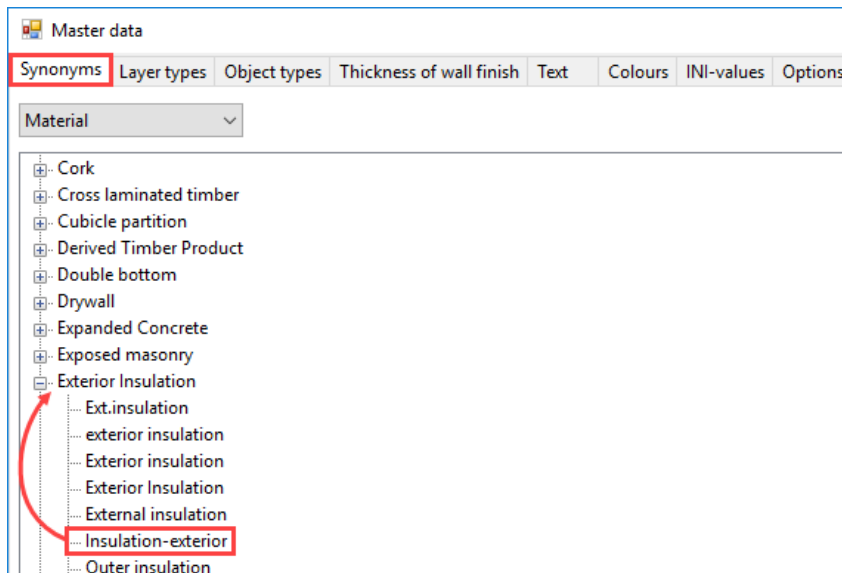 Master data
Synonyms Layer types Object types Thickness of wall finish Text Colours INI-values Options
Material
Cork
Cross laminated timber
Cubicle partition
Derived Timber Product
Double bottom
Drywall
Expanded Concrete
Exposed masonry
Exterior Insulation
Ext.insulation
exterior insulation
Exterior insulation
Exterior Insulation
External insulation
Insulation-exterior
Outer insulation